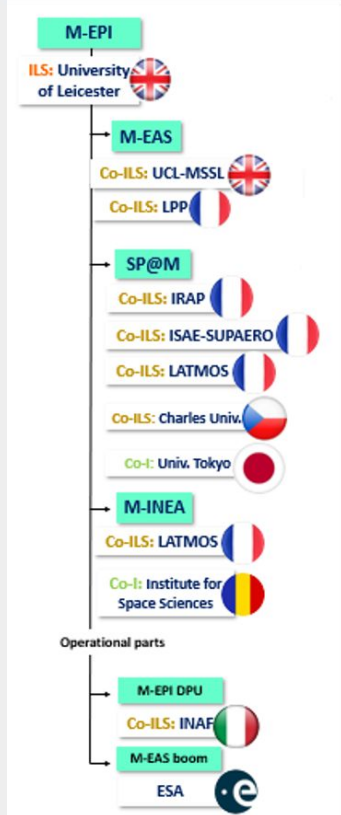 M-EPI
ILS: University
of Leicester
M-EAS
Co-ILS: UCL-MSSL
Co-ILS: LPP
SP@M
Co-ILS: IRAP
Co-ILS: ISAE-SUPAERO
Co-ILS: LATMOS
Co-ILS: Charles Univ.
Co-I: Univ. Tokyo
M-INEA
Co-ILS: LATMOS
Co-I: Institute for
Space Sciences
Operational parts
M-EPI DPU
Co-ILS: INAF
M-EAS boom
ESA
e